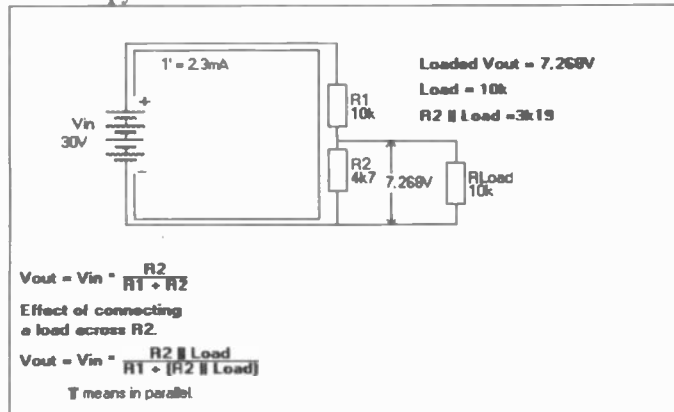 1' = 2.3mA
Loaded Vout = 7.268V
Load = 10k
R2 || Load =3k19
+
R1
10k
Vin
30V
R2
4k7
7.268V
RLoad
10k
−
Vout = Vin * R2
R1 + R2
Effect of connecting
a load across R2.
Vout = Vin * R2 || Load
R1 + (R2 || Load)
'||' means in parallel